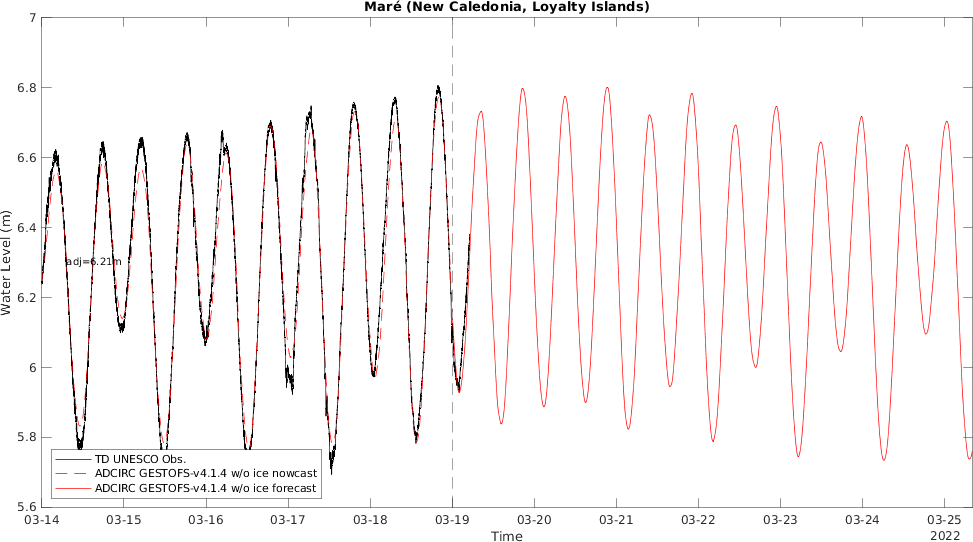 Maré (New Caledonia, Loyalty Islands)
7
6.8
6.6
6.4
6.2
6
5.8
5.6
Water Level (m)
adj=6.21m
TD UNESCO Obs.
ADCIRC GESTOFS-v4.1.4 w/o ice nowcast
ADCIRC GESTOFS-v4.1.4 w/o ice forecast
03-14 03-15 03-16 03-17 03-18 03-19 03-20 03-21 03-22 03-23 03-24 03-25
Time
2022